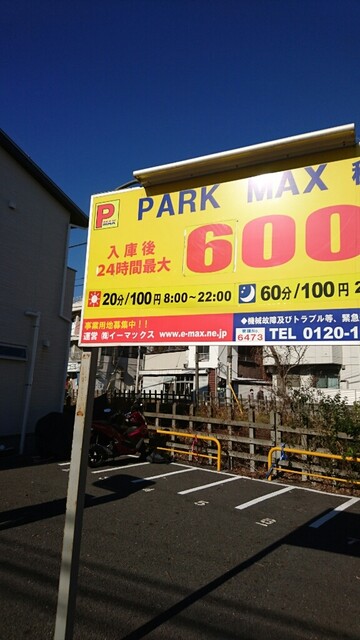 P PARK MAX
入庫後
24時間最大
600
20分/100円 8:00~22:00 60分/100円
事業用地募集中!!
運営 ㈱イーマックス www.e-max.ne.jp
6473
◆機械故障及びトラブル等、緊急
TEL 0120-1